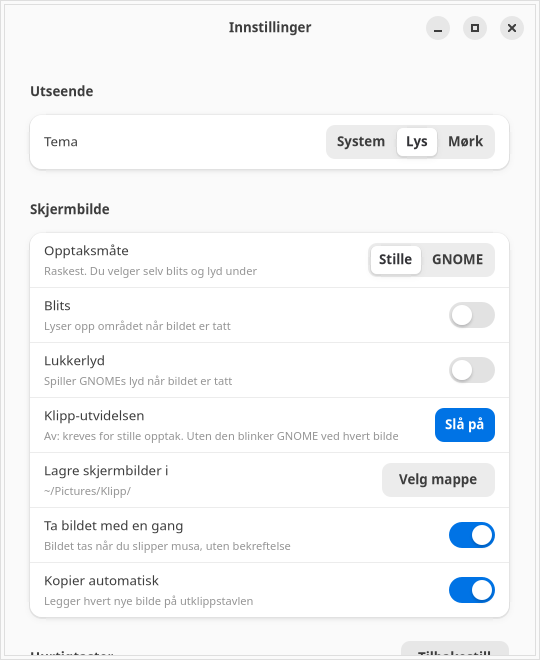 Innstillinger
Utseende
Tema
System Lys Mørk
Skjermbilde
Opptaksmåte
Raskest. Du velger selv blits og lyd under
Stille GNOME
Blits
Lyser opp området når bildet er tatt
Lukkerlyd
Spiller GNOMEs lyd når bildet er tatt
Klipp-utvidelsen
Av: kreves for stille opptak. Uten den blinker GNOME ved hvert bilde
Slå på
Lagre skjermbilder i
~/Pictures/Klipp/
Velg mappe
Ta bildet med en gang
Bildet tas når du slipper musa, uten bekreftelse
Kopier automatisk
Legger hvert nye bilde på utklippstavlen
Hurtigtaster
Tilbakestill